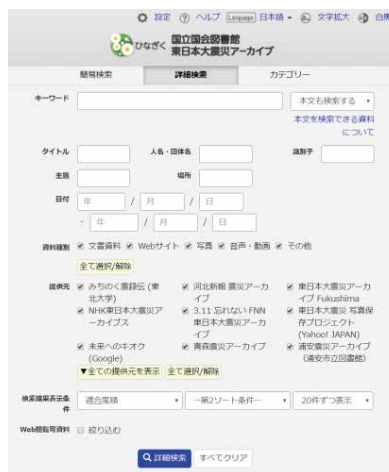 設定 ヘルプ Language 日本語 文字拡大
ひなぎく 国立国会図書館
東日本大震災アーカイブ
簡易検索 詳細検索 カテゴリー
キーワード 本文も検索する
本文を検索できる資料
について
タイトル 人名・団体名 識別子
主題 場所
日付 年 / 月 / 日
- 年 / 月 / 日
資料種別 文書資料 Webサイト 写真 音声・動画 その他
全て選択/解除
提供元 みちのく震録伝 (東 河北新報 震災アーカ 東日本大震災アーカ
北大学) イブ イブ Fukushima
NHK東日本大震災ア 3.11 忘れない FNN 東日本大震災 写真保
ーカイブス 東日本大震災アーカ 存プロジェクト
イブ (Yahoo! JAPAN)
未来へのキオク 青森震災アーカイブ 浦安震災アーカイブ
(Google) (浦安市立図書館)
▼全ての提供元を表示 全て選択/解除
検索結果表示条 適合度順 --第2ソート条件-- 20件ずつ表示
件
Web閲覧可資料 絞り込む
詳細検索 すべてクリア